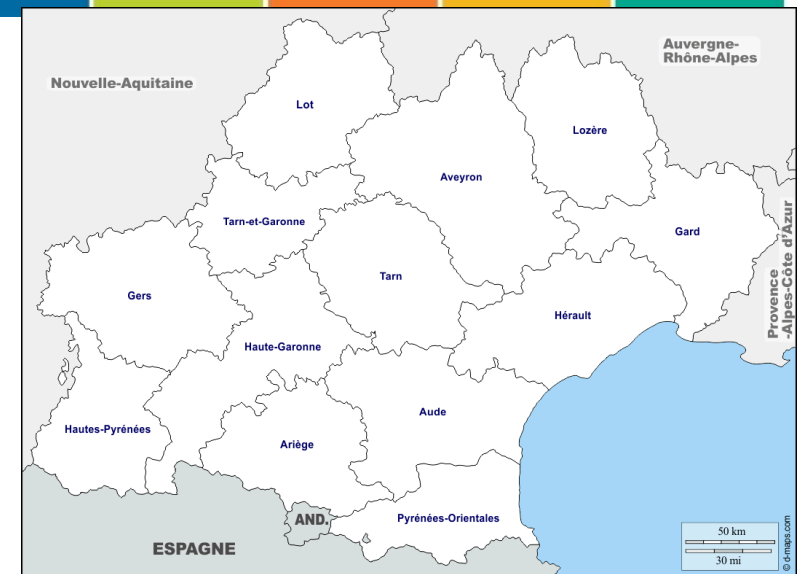 Auvergne-
Rhône-Alpes
Nouvelle-Aquitaine
Lot
Lozère
Aveyron
Tarn-et-Garonne
Gard
Provence
-Alpes-Côte d'Azur
Tarn
Gers
Hérault
Haute-Garonne
Aude
Hautes-Pyrénées
Ariège
AND.
Pyrénées-Orientales
ESPAGNE
50 km
30 mi
© d-maps.com